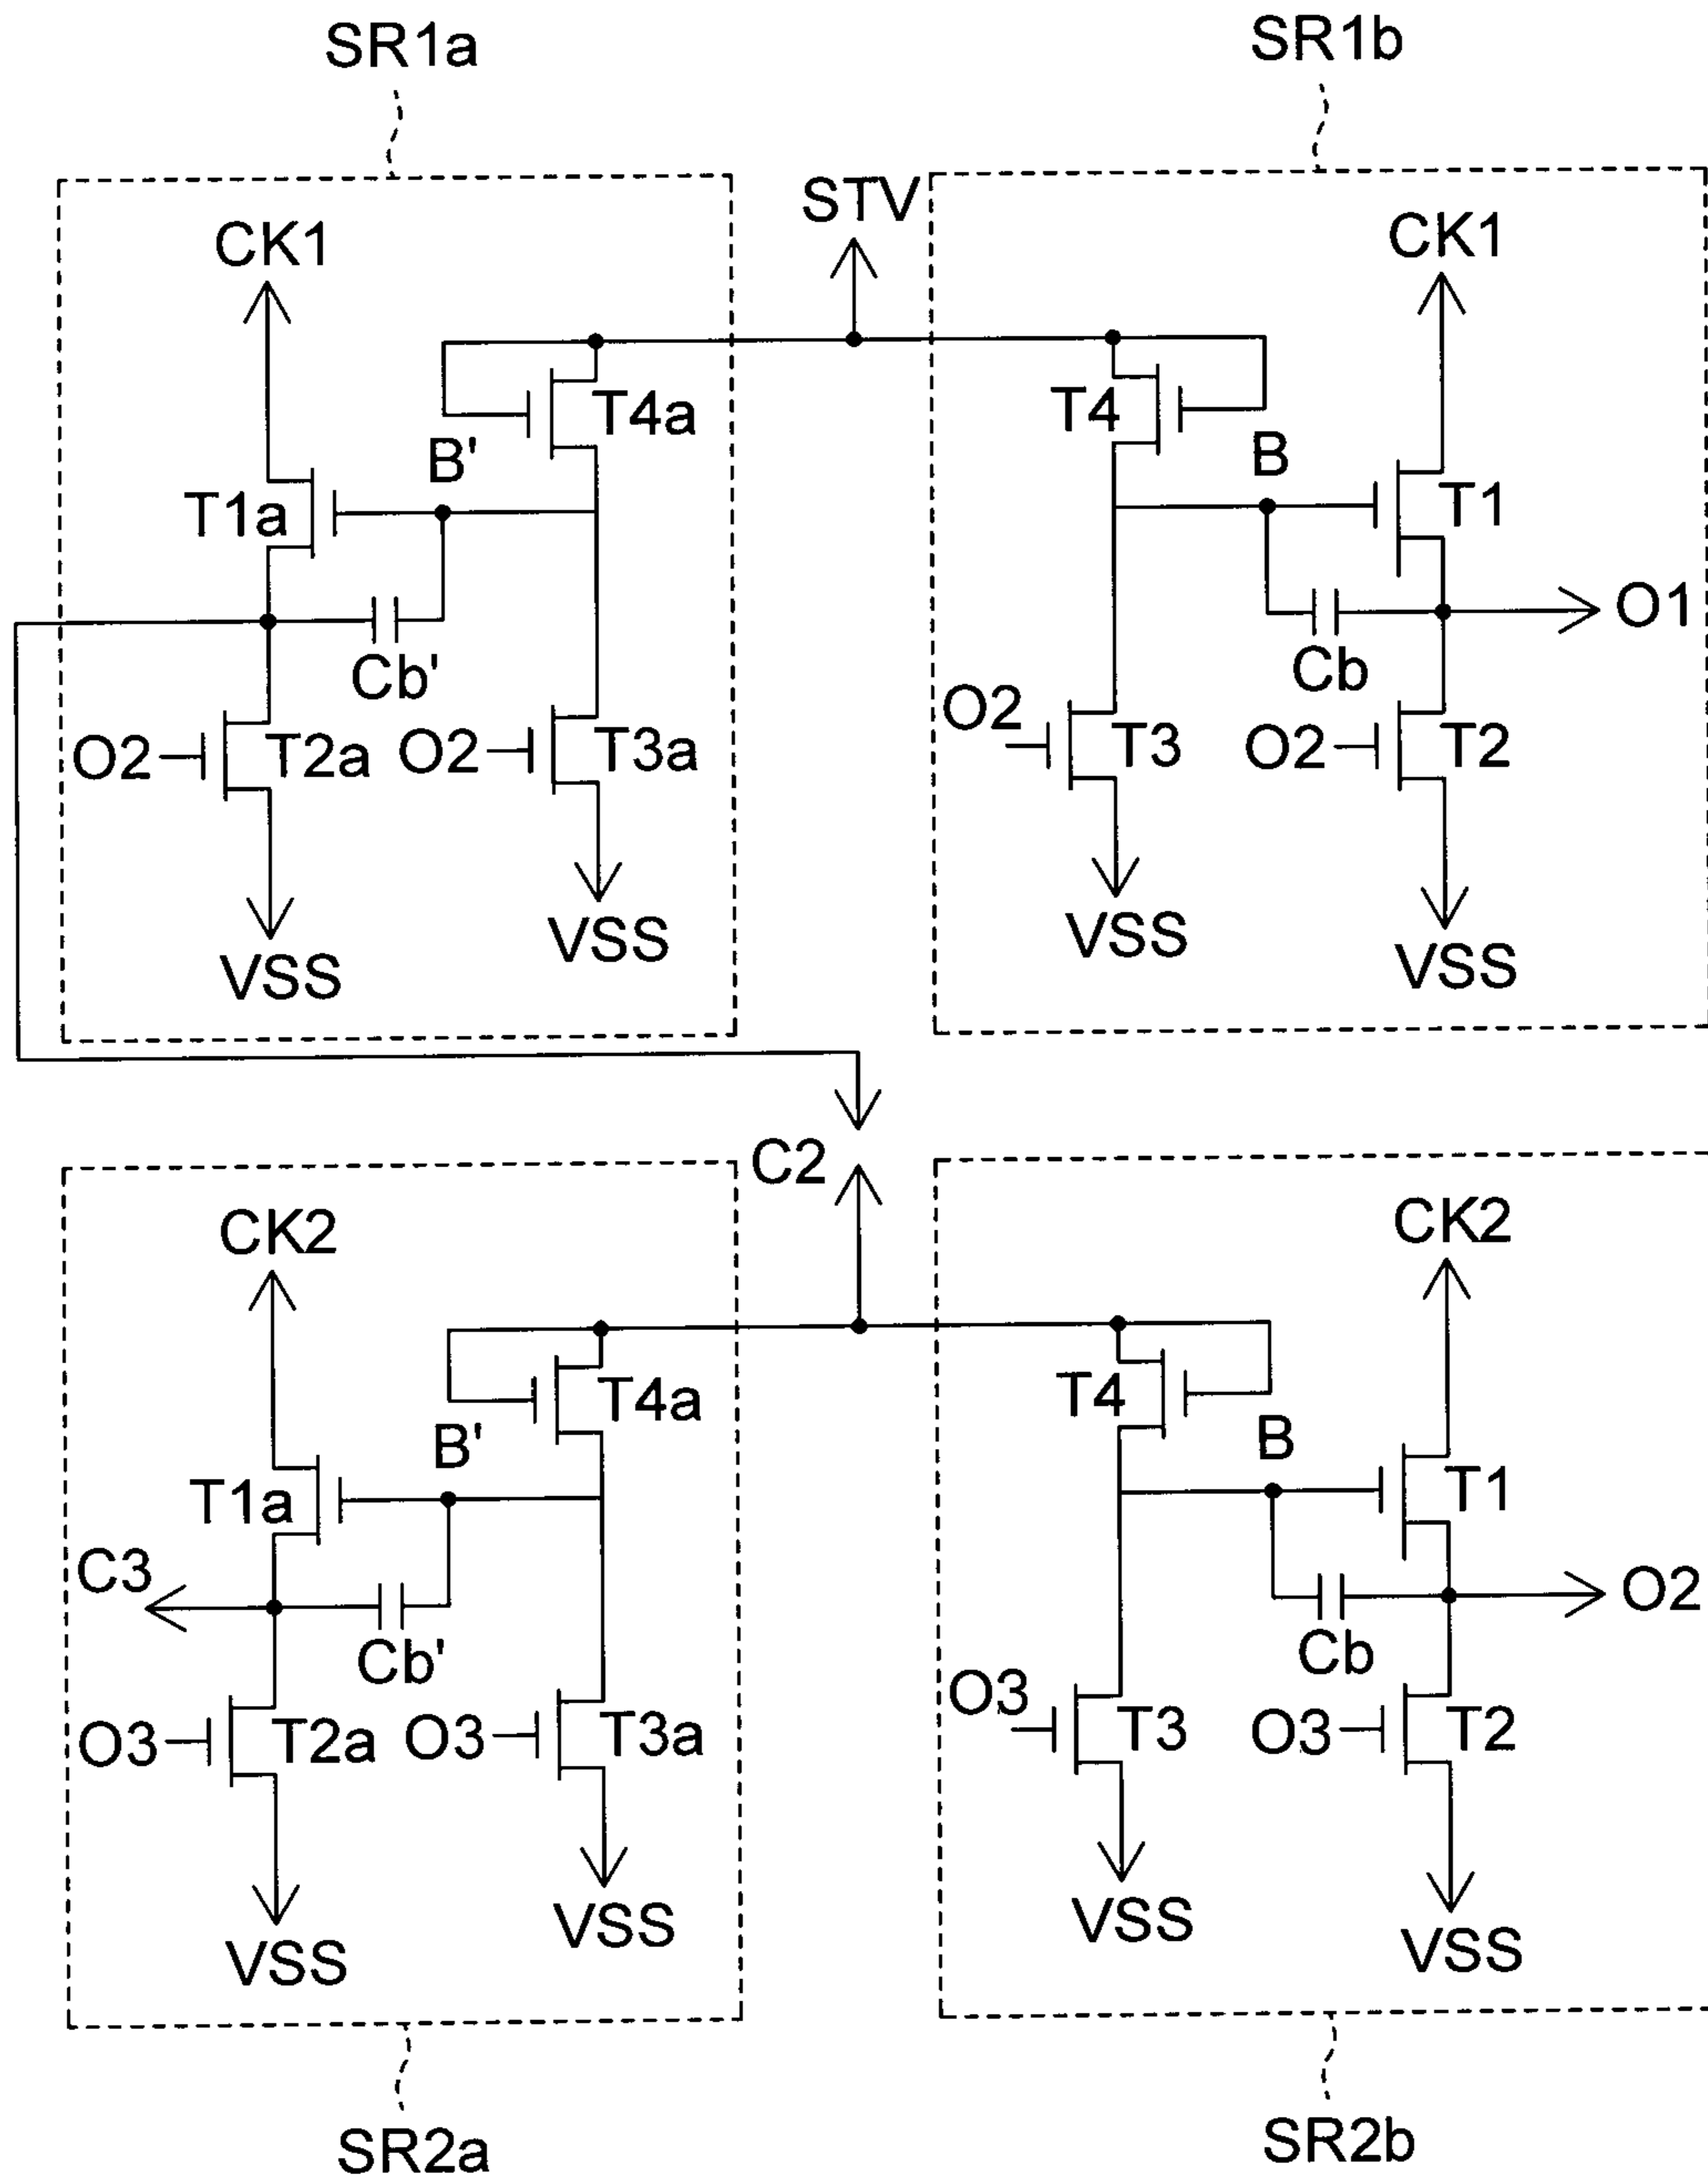 SR1a
SR1b
STV
CK1
CK1
T4a
T4
B'
B
T1a
T1
O1
Cb'
Cb
O2
T2a
O2
T3a
O2
T3
O2
T2
VSS
VSS
VSS
VSS
C2
CK2
CK2
T4a
T4
B'
B
T1a
T1
C3
O2
Cb'
Cb
O3
T2a
O3
T3a
O3
T3
O3
T2
VSS
VSS
VSS
VSS
SR2a
SR2b